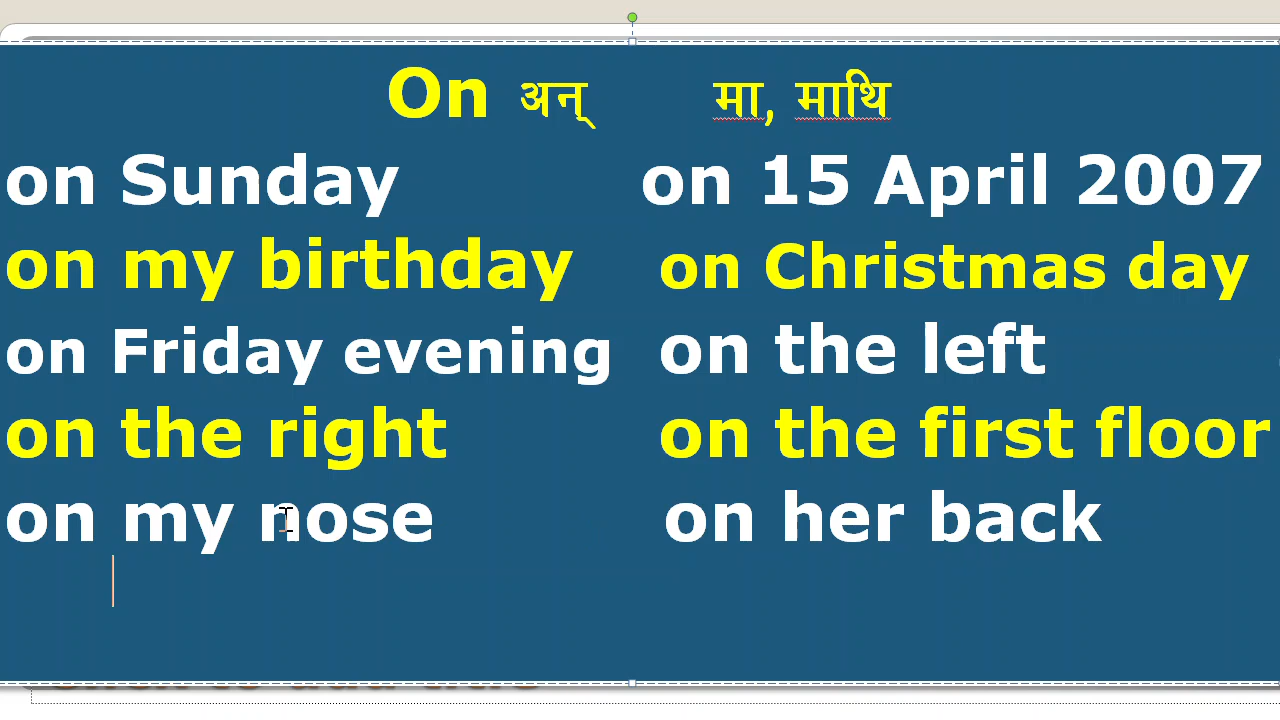 On अन् मा, माथि
on Sunday on 15 April 2007
on my birthday on Christmas day
on Friday evening on the left
on the right on the first floor
on my nose on her back